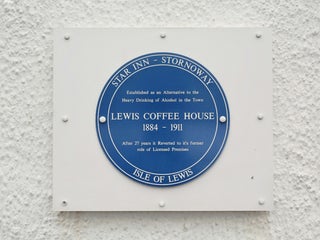 STAR INN - STORNOWAY
Established as an Alternative to the
Heavy Drinking of Alcohol in the Town
LEWIS COFFEE HOUSE
1884 - 1911
After 27 years it Reverted to it's former
role of Licensed Premises
ISLE OF LEWIS